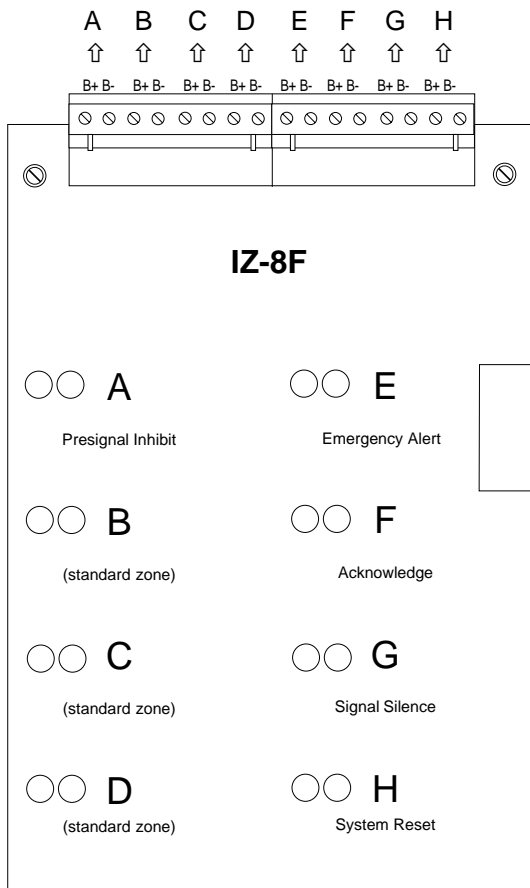 A B C D E F G H
B+ B- B+ B- B+ B- B+ B- B+ B- B+ B- B+ B- B+ B-
IZ-8F
A E
Presignal Inhibit Emergency Alert
B F
(standard zone) Acknowledge
C G
(standard zone) Signal Silence
D H
(standard zone) System Reset